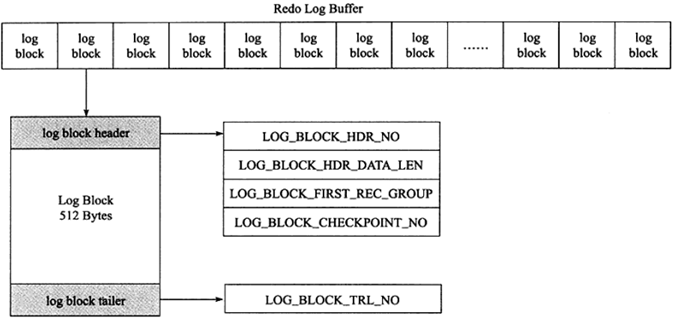 Redo Log Buffer
log block log block log block log block log block log block log block log block ...... log block log block log block
log block header
LOG_BLOCK_HDR_NO
LOG_BLOCK_HDR_DATA_LEN
LOG_BLOCK_FIRST_REC_GROUP
LOG_BLOCK_CHECKPOINT_NO
Log Block
512 Bytes
log block tailer
LOG_BLOCK_TRL_NO